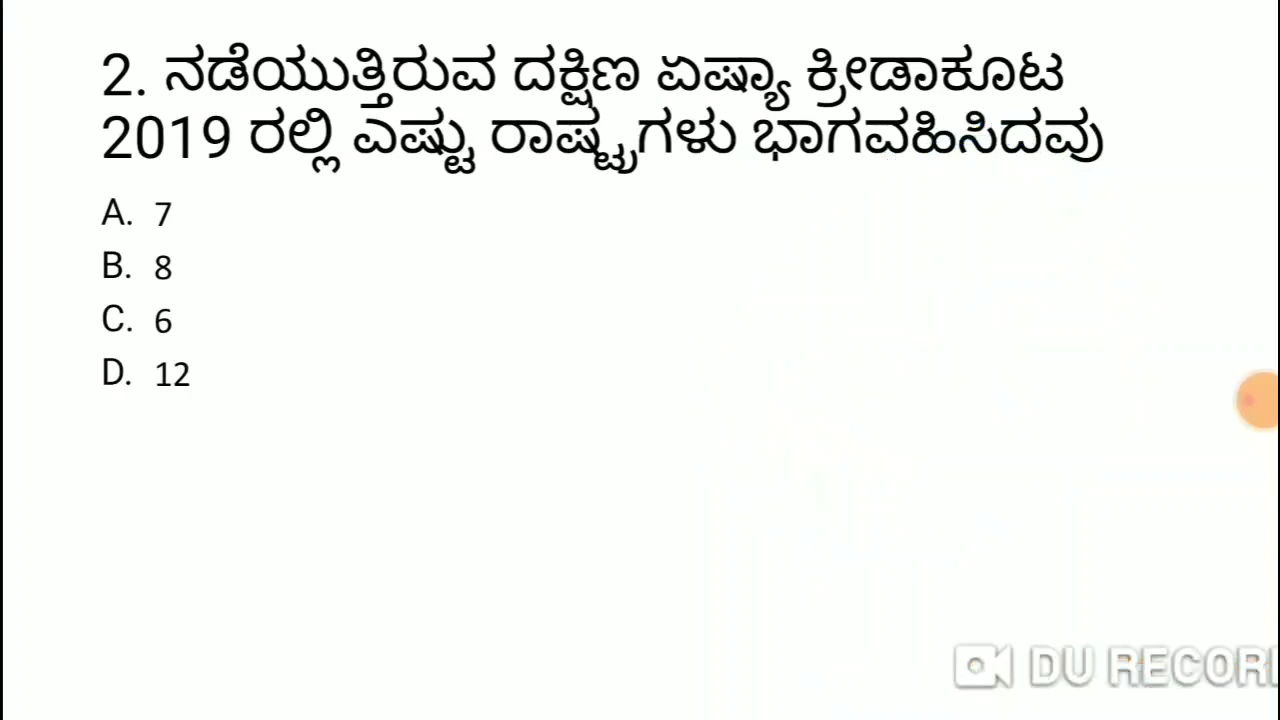 2. ನಡೆಯುತ್ತಿರುವ ದಕ್ಷಿಣ ಏಷ್ಯಾ ಕ್ರೀಡಾಕೂಟ
2019 ರಲ್ಲಿ ಎಷ್ಟು ರಾಷ್ಟ್ರಗಳು ಭಾಗವಹಿಸಿದವು
A. 7
B. 8
C. 6
D. 12
DU RECOR